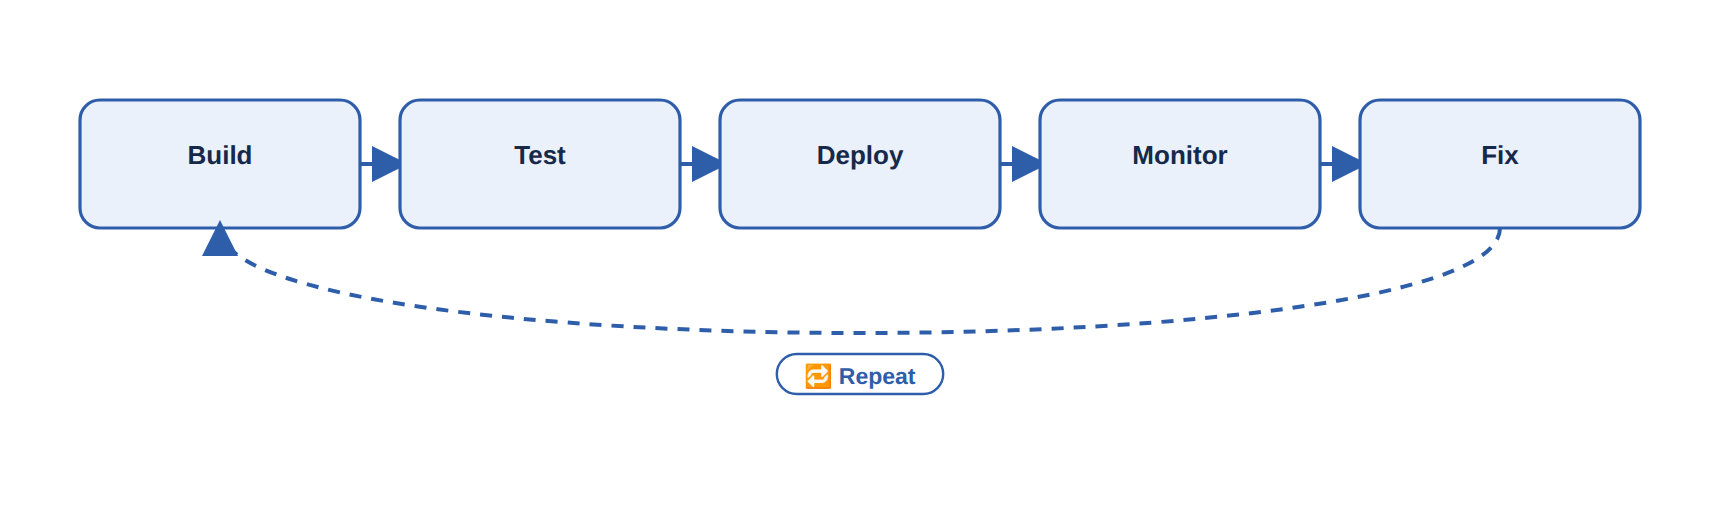 Build
Test
Deploy
Monitor
Fix
🔁 Repeat